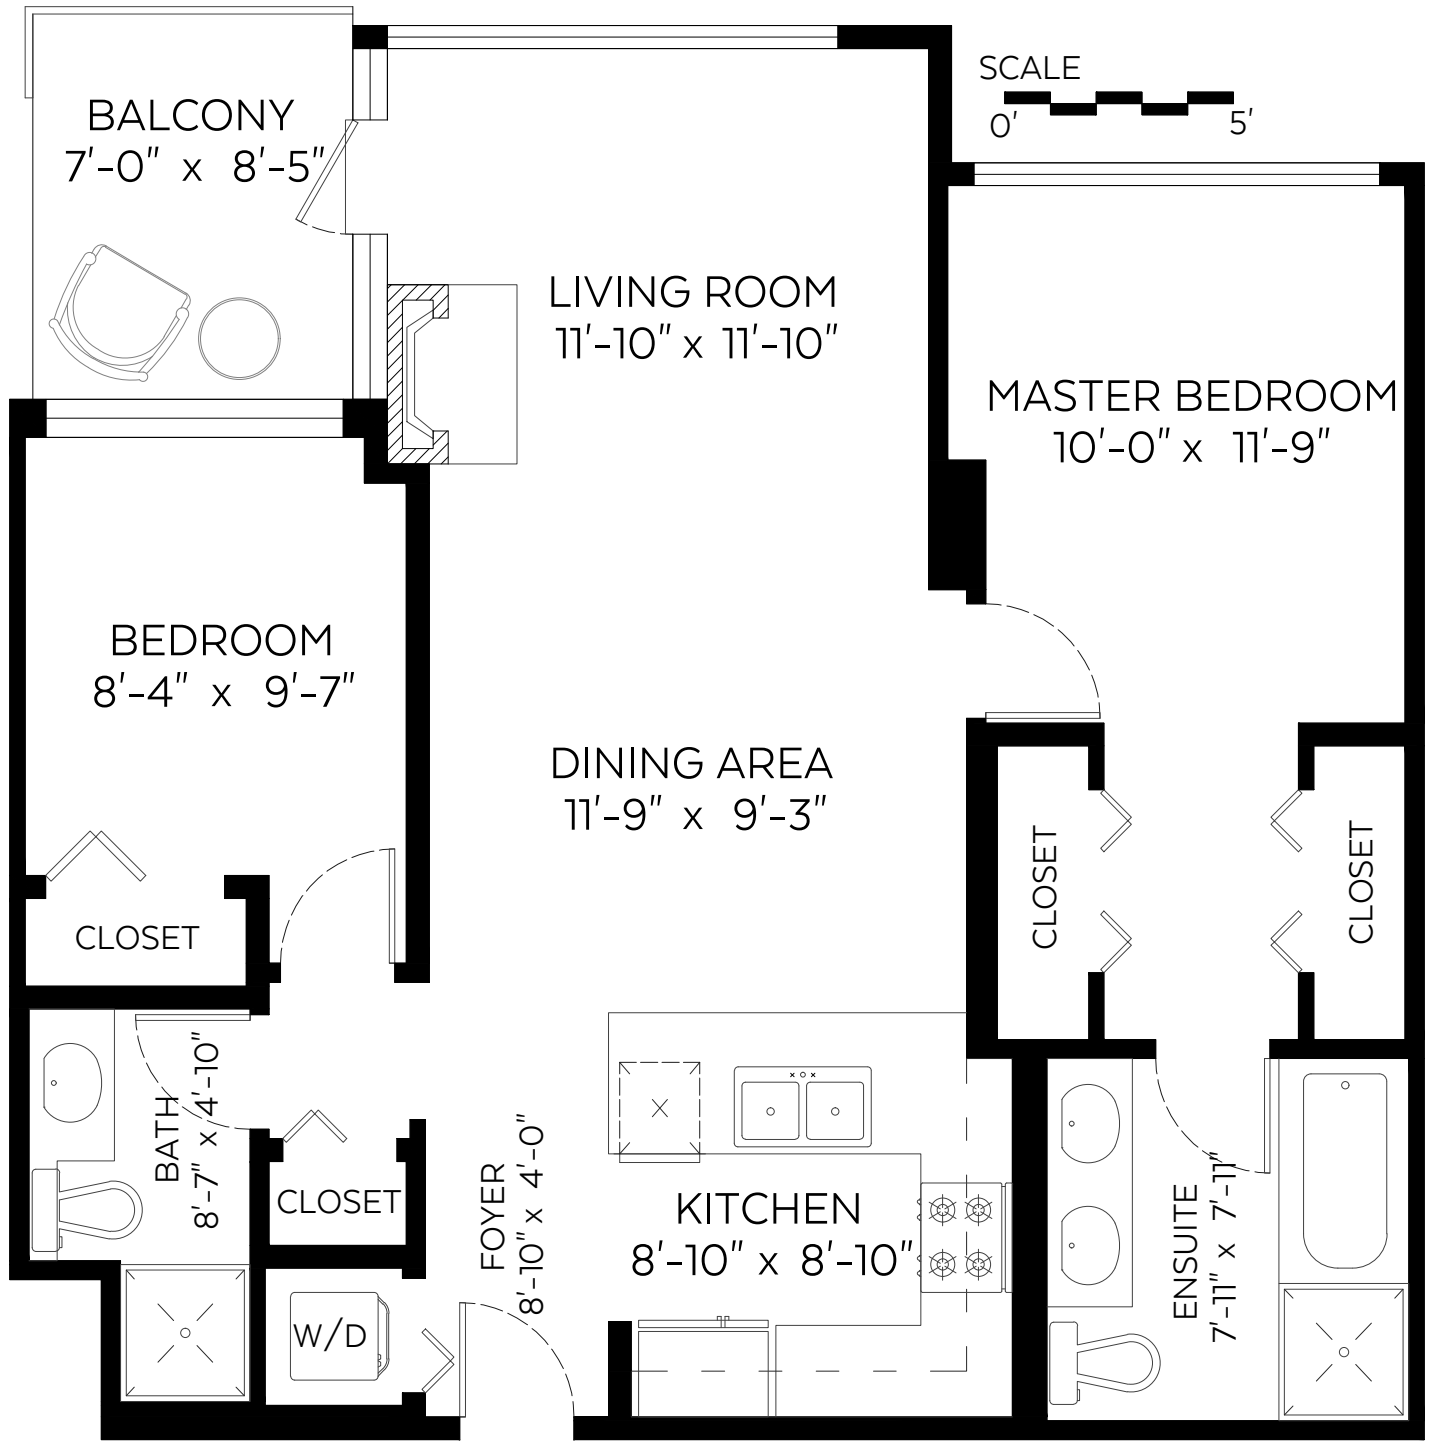 SCALE
0' 5'
BALCONY
7'-0" x 8'-5"
LIVING ROOM
11'-10" x 11'-10"
MASTER BEDROOM
10'-0" x 11'-9"
BEDROOM
8'-4" x 9'-7"
DINING AREA
11'-9" x 9'-3"
CLOSET
CLOSET
CLOSET
BATH
8'-7" x 4'-10"
CLOSET
FOYER
8'-10" x 4'-0"
KITCHEN
8'-10" x 8'-10"
ENSUITE
7'-11" x 7'-11"
W/D